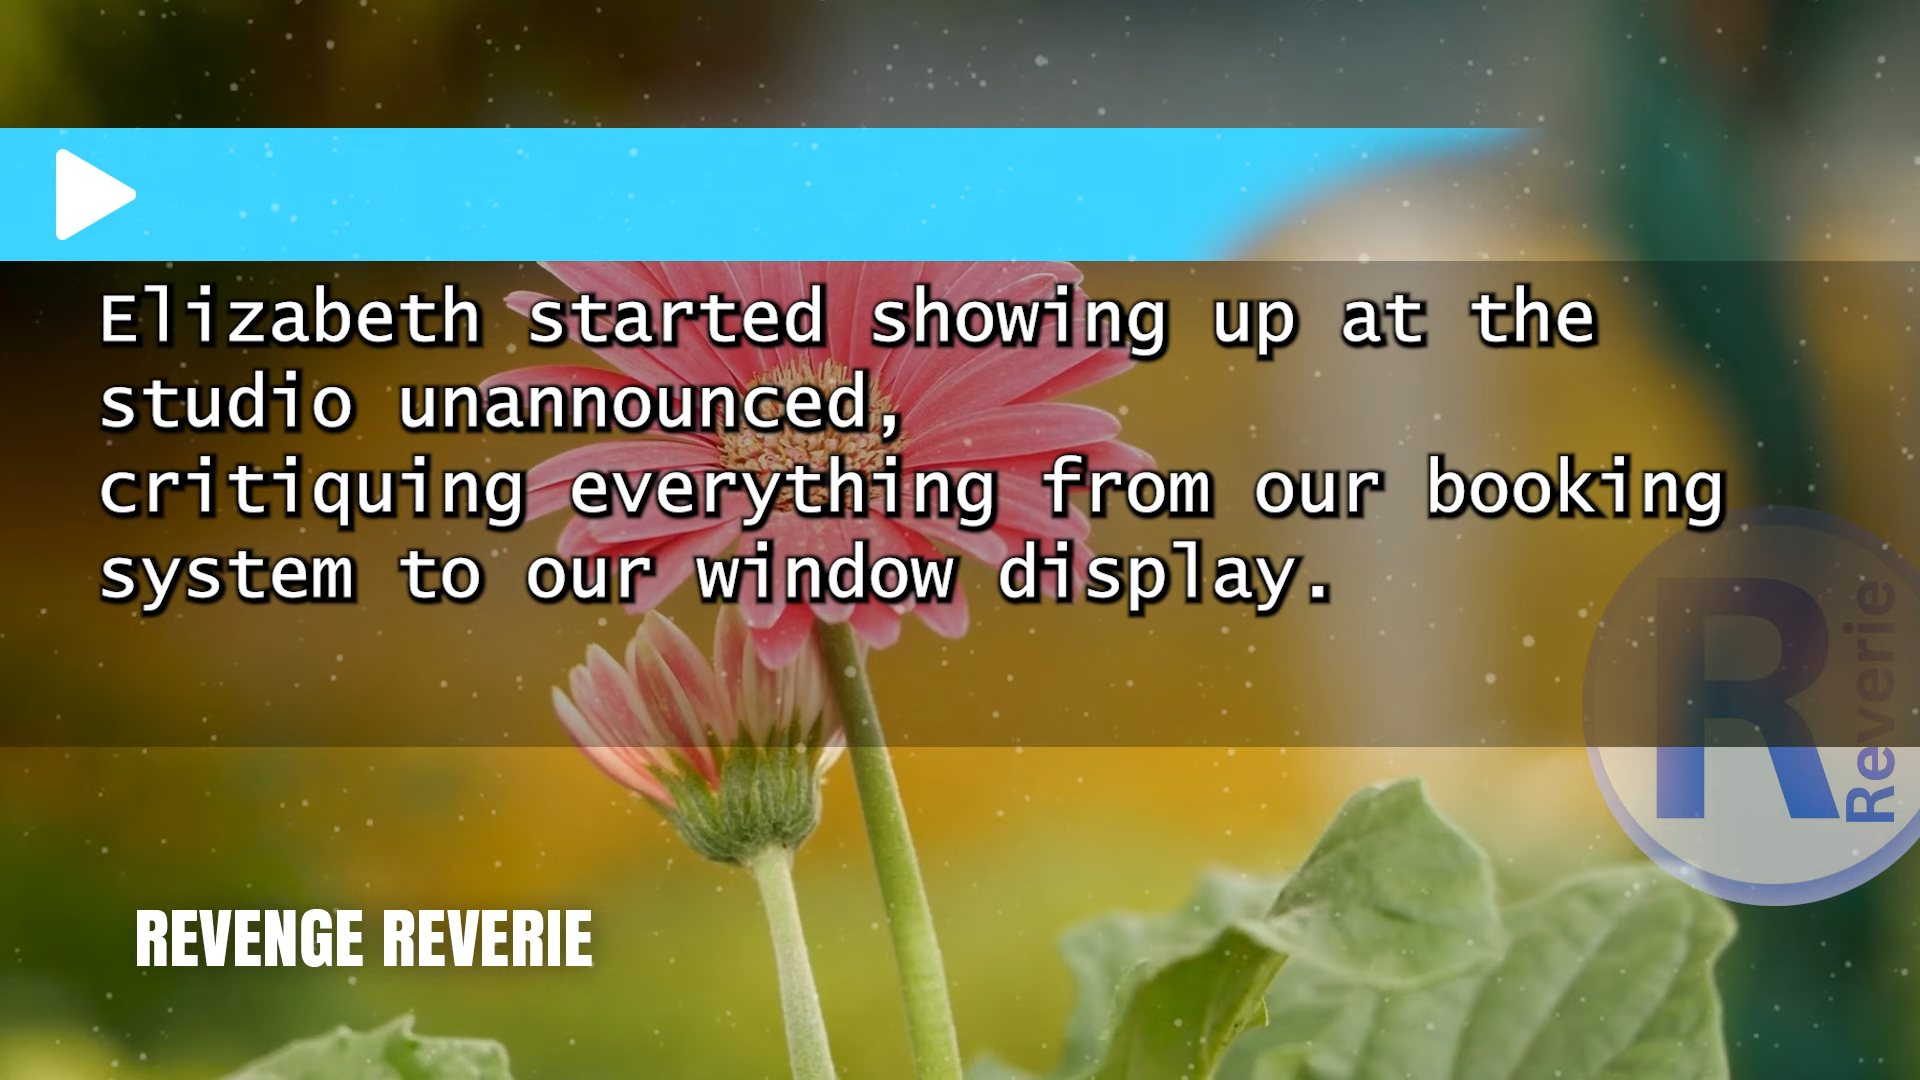 Elizabeth started showing up at the
studio unannounced,
critiquing everything from our booking
system to our window display.
R
Reverie
REVENGE REVERIE